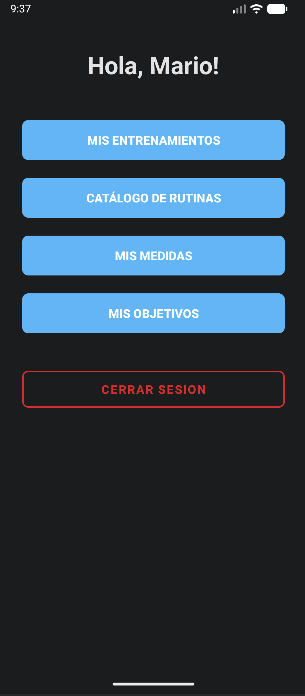 9:37
Hola, Mario!
MIS ENTRENAMIENTOS
CATÁLOGO DE RUTINAS
MIS MEDIDAS
MIS OBJETIVOS
CERRAR SESION